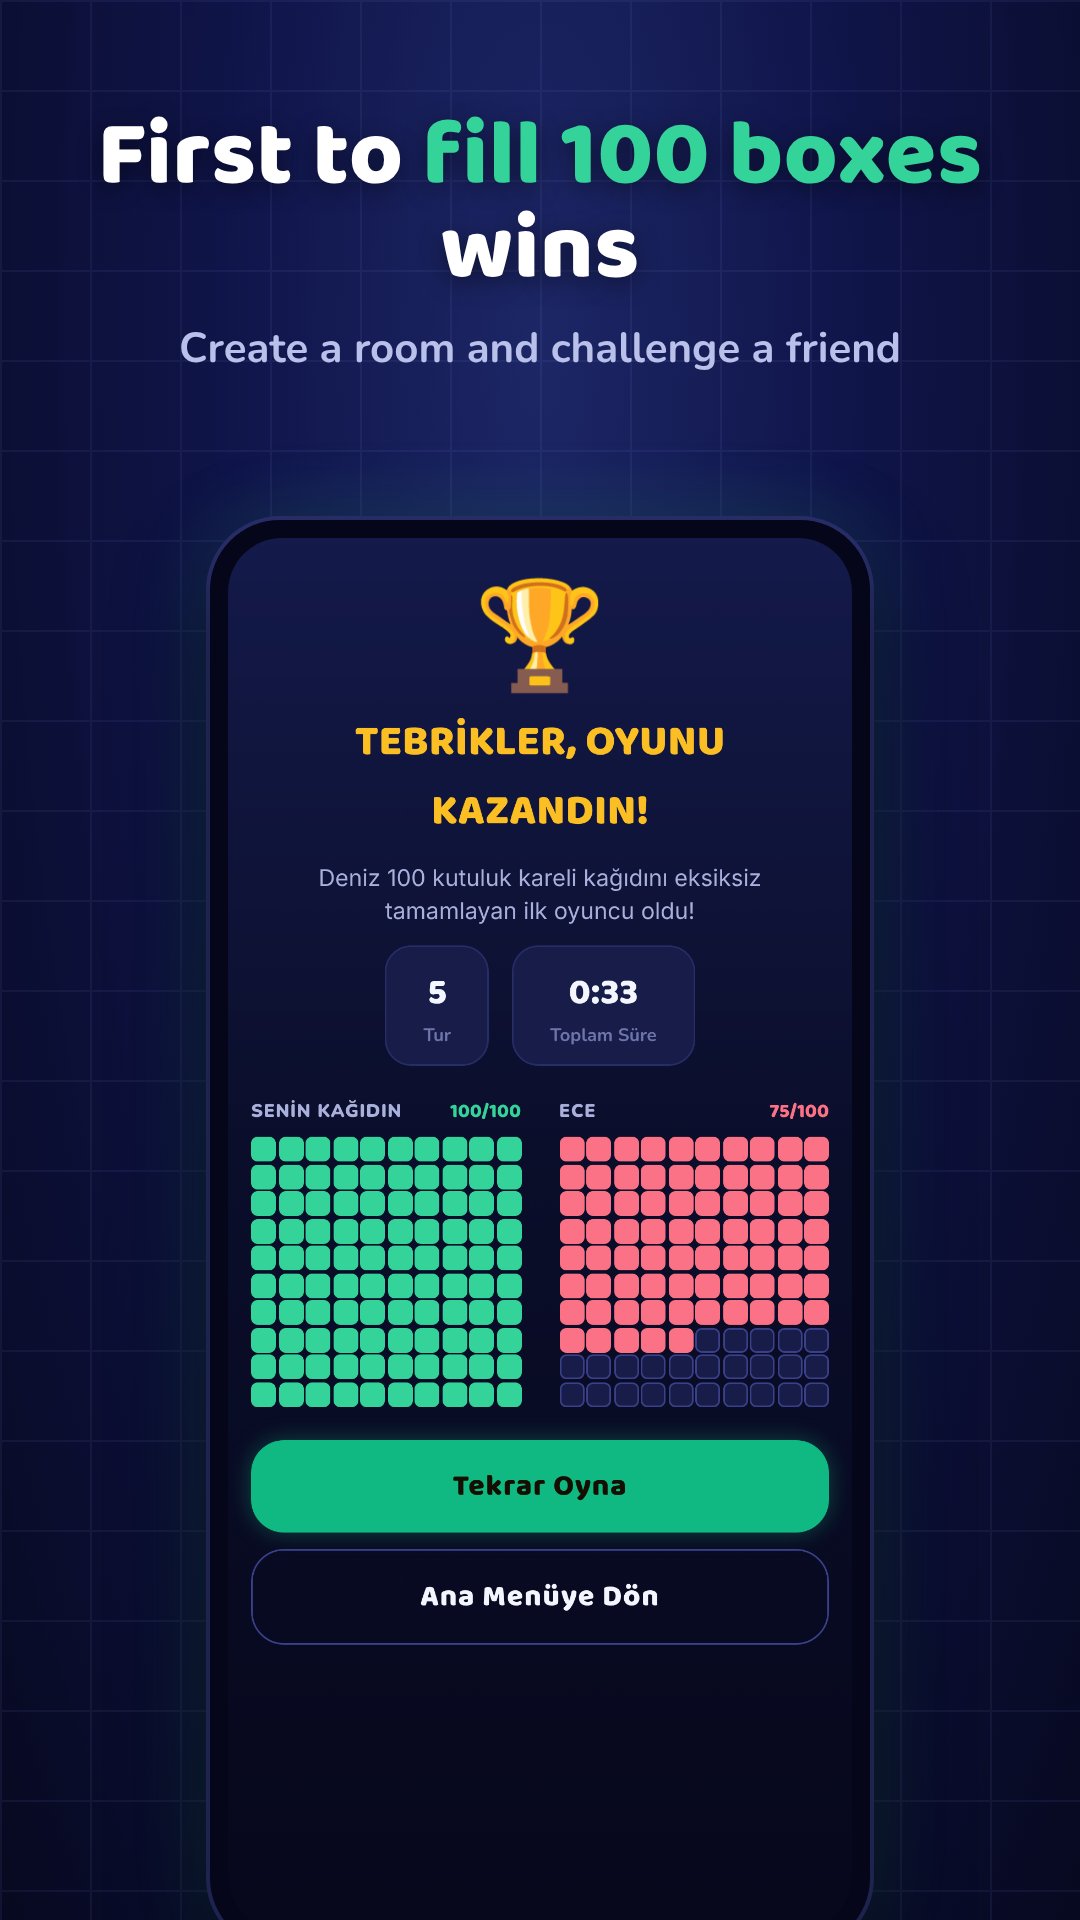 First to fill 100 boxes
wins
Create a room and challenge a friend
TEBRİKLER, OYUNU
KAZANDIN!
Deniz 100 kutuluk kareli kağıdını eksiksiz
tamamlayan ilk oyuncu oldu!
5
Tur
0:33
Toplam Süre
SENİN KAĞIDIN 100/100
ECE 75/100
Tekrar Oyna
Ana Menüye Dön